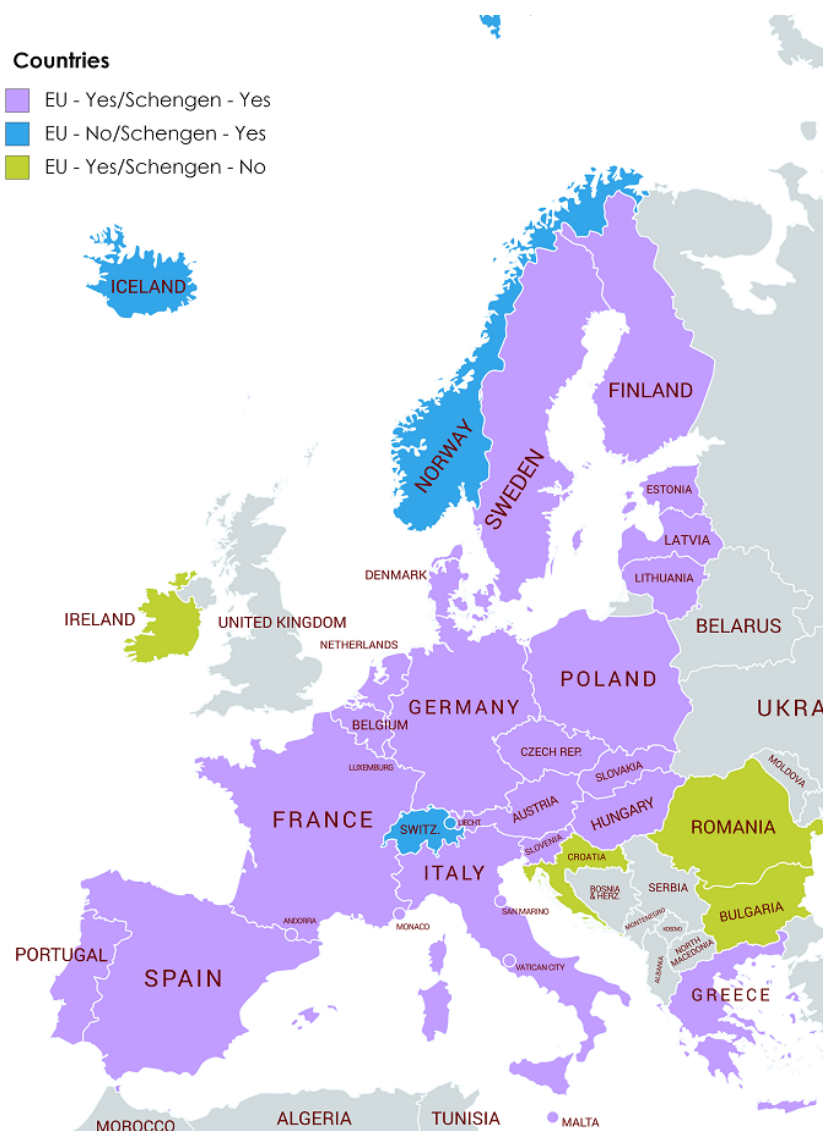 Countries
EU - Yes/Schengen - Yes
EU - No/Schengen - Yes
EU - Yes/Schengen - No
ICELAND
FINLAND
NORWAY
SWEDEN
ESTONIA
LATVIA
DENMARK
LITHUANIA
IRELAND
UNITED KINGDOM
BELARUS
NETHERLANDS
POLAND
GERMANY
UKRA
BELGIUM
CZECH REP.
LUXEMBURG
SLOVAKIA
MOLDOVA
AUSTRIA
HUNGARY
FRANCE
SWITZ.
LIECHT
ROMANIA
SLOVENIA
CROATIA
ITALY
BOSNIA
& HERZ.
SERBIA
SAN MARINO
BULGARIA
ANDORRA
MONACO
MONTENEGRO
KOSOVO
NORTH
MACEDONIA
PORTUGAL
SPAIN
VATICAN CITY
ALBANIA
GREECE
MOROCCO
ALGERIA
TUNISIA
MALTA